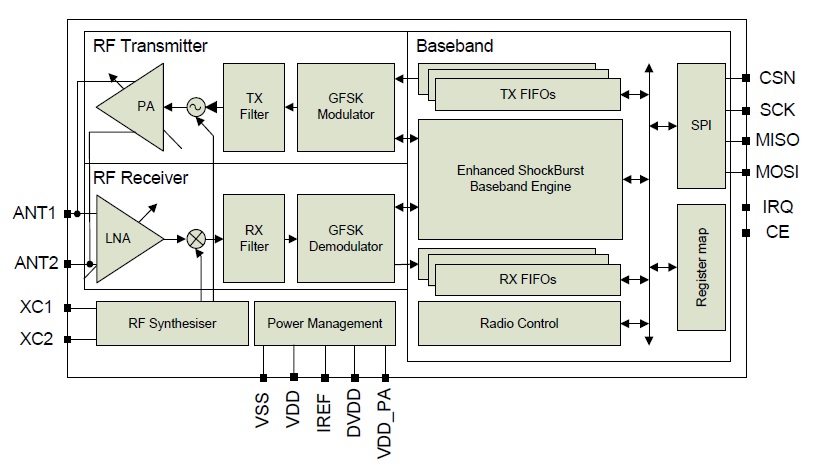 RF Transmitter
Baseband
PA
TX
Filter
GFSK
Modulator
TX FIFOs
SPI
CSN
SCK
MISO
MOSI
Enhanced ShockBurst
Baseband Engine
RF Receiver
ANT1
ANT2
LNA
RX
Filter
GFSK
Demodulator
IRQ
CE
Register map
RX FIFOs
XC1
XC2
RF Synthesiser
Power Management
Radio Control
VSS
VDD
IREF
DVDD
VDD_PA